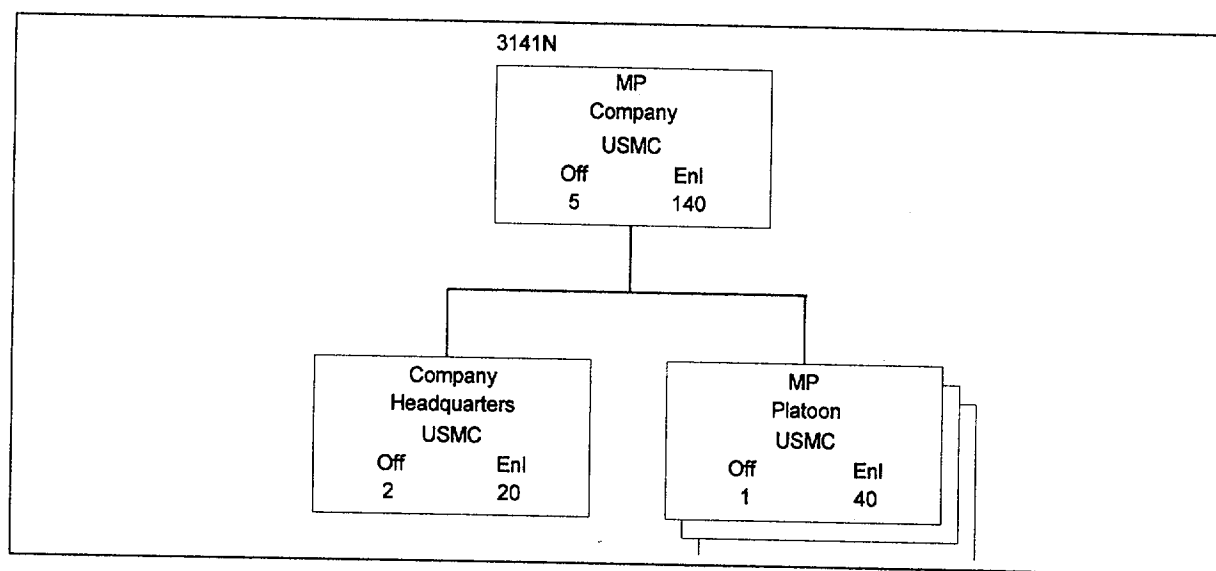 3141N
MP
Company
USMC
Off Enl
5 140
Company
Headquarters
USMC
Off Enl
2 20
MP
Platoon
USMC
Off Enl
1 40